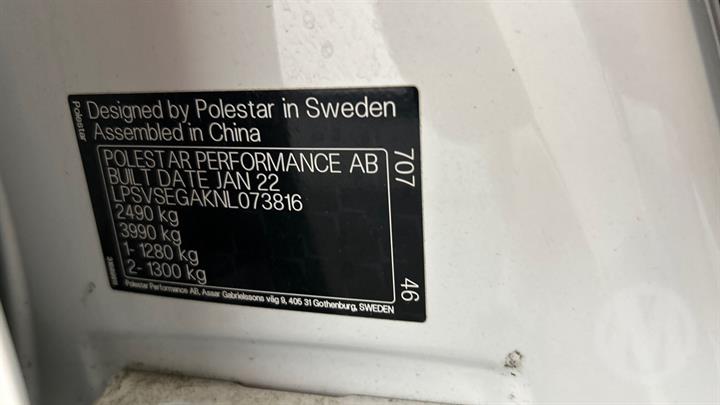 Polestar
Designed by Polestar in Sweden
Assembled in China
POLESTAR PERFORMANCE AB
BUILT DATE JAN 22
LPSVSEGAKNL073816
2490 kg
3990 kg
1- 1280 kg
2- 1300 kg
707
46
Polestar Performance AB, Assar Gabrielssons väg 9, 405 31 Gothenburg, SWEDEN